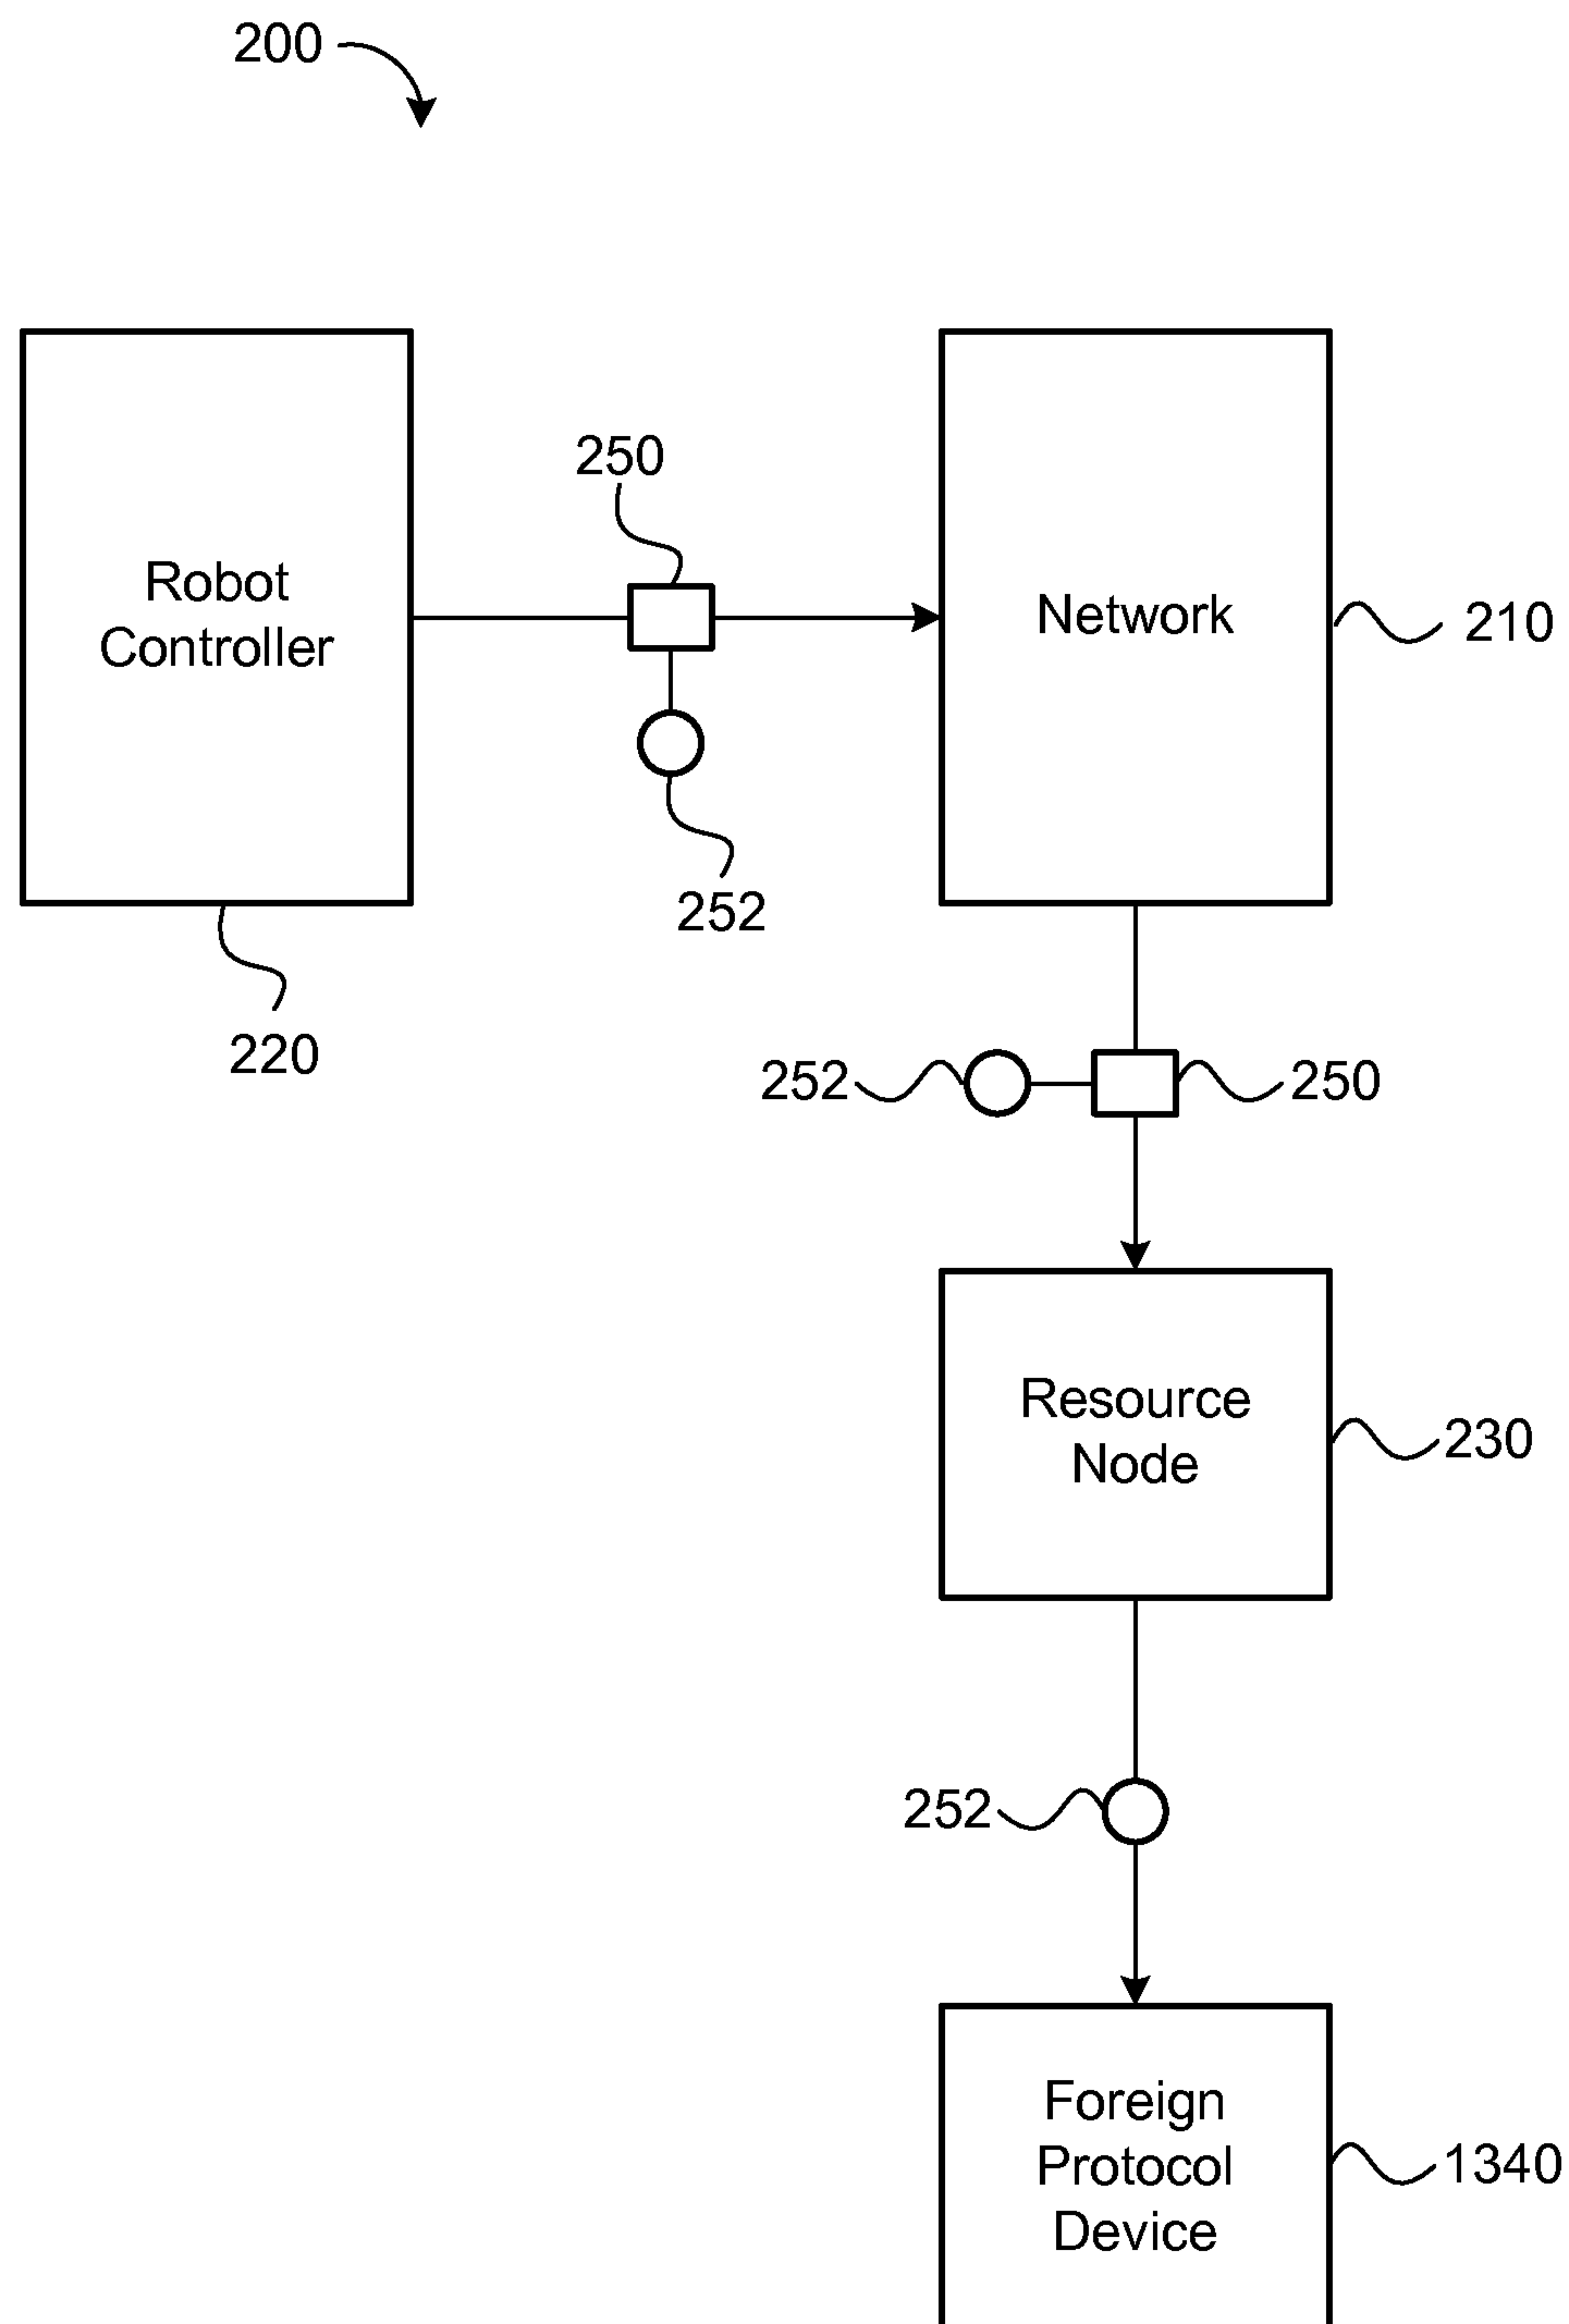 200
250
Robot
Controller
Network
210
252
220
252
250
Resource
Node
230
252
Foreign
Protocol
Device
1340